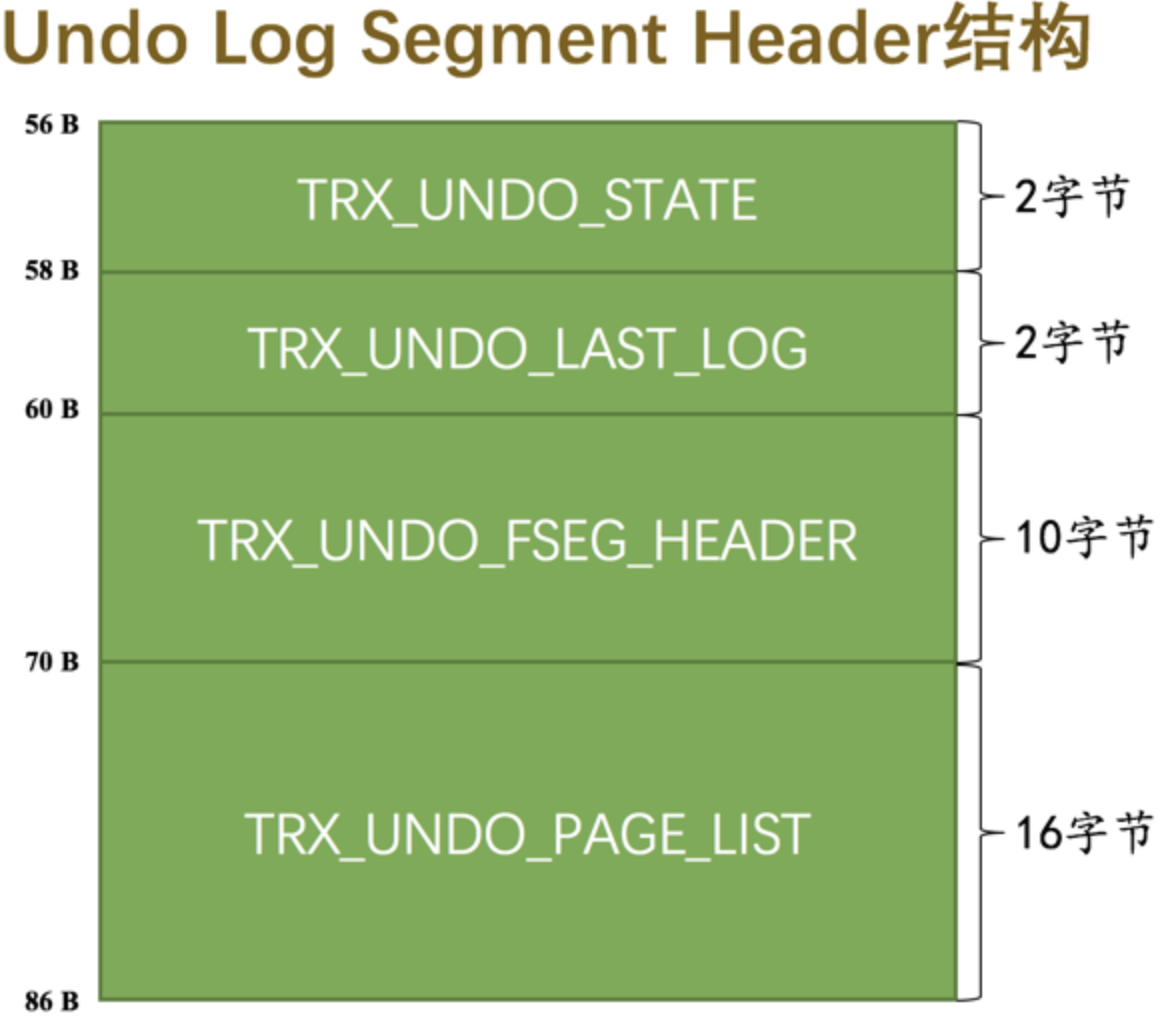 Undo Log Segment Header结构
56 B
TRX_UNDO_STATE
2字节
58 B
TRX_UNDO_LAST_LOG
2字节
60 B
TRX_UNDO_FSEG_HEADER
10字节
70 B
TRX_UNDO_PAGE_LIST
16字节
86 B